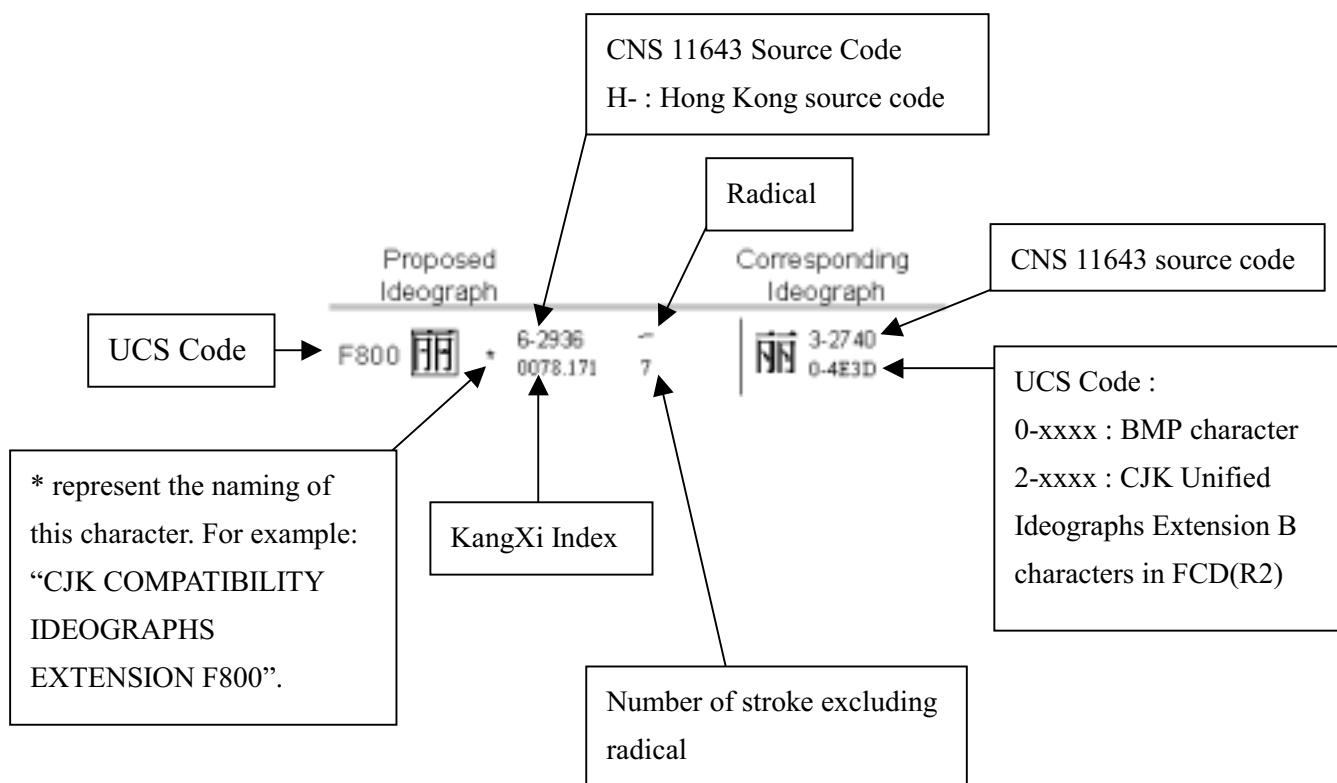 CNS 11643 Source Code
H- : Hong Kong source code
Radical
Proposed
Ideograph
Corresponding
Ideograph
CNS 11643 source code
UCS Code
F800
*
6-2936
0078.171
7
3-2740
0-4E3D
UCS Code :
0-xxxx : BMP character
2-xxxx : CJK Unified
Ideographs Extension B
characters in FCD(R2)
* represent the naming of
this character. For example:
“CJK COMPATIBILITY
IDEOGRAPHS
EXTENSION F800”.
KangXi Index
Number of stroke excluding
radical